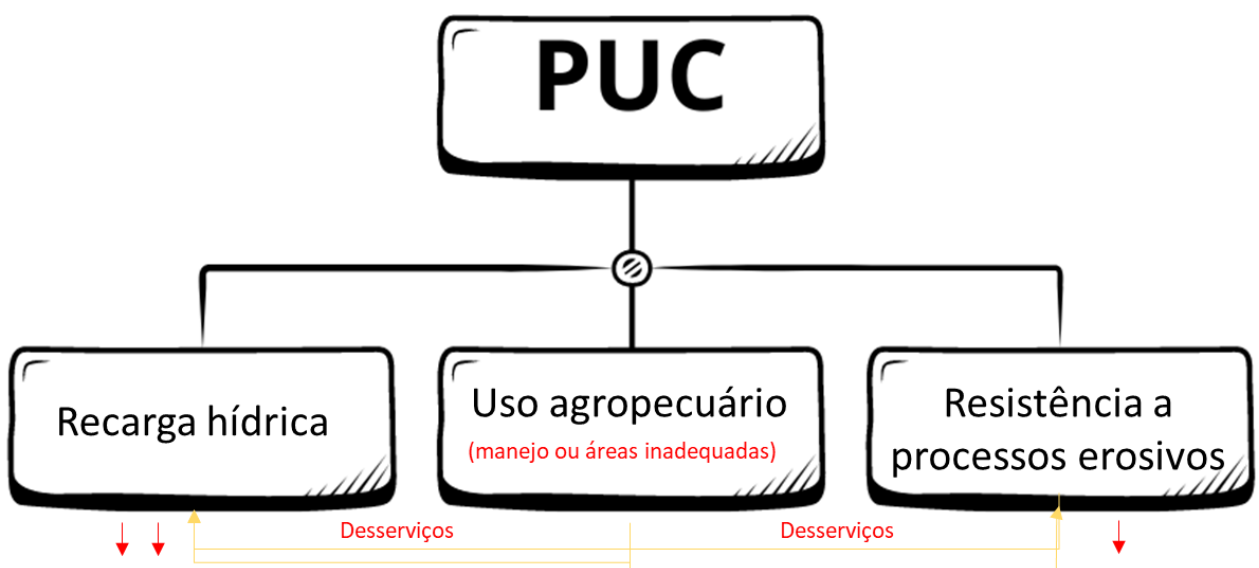 PUC
Recarga hídrica
Uso agropecuário
(manejo ou áreas inadequadas)
Resistência a
processos erosivos
Desserviços
Desserviços